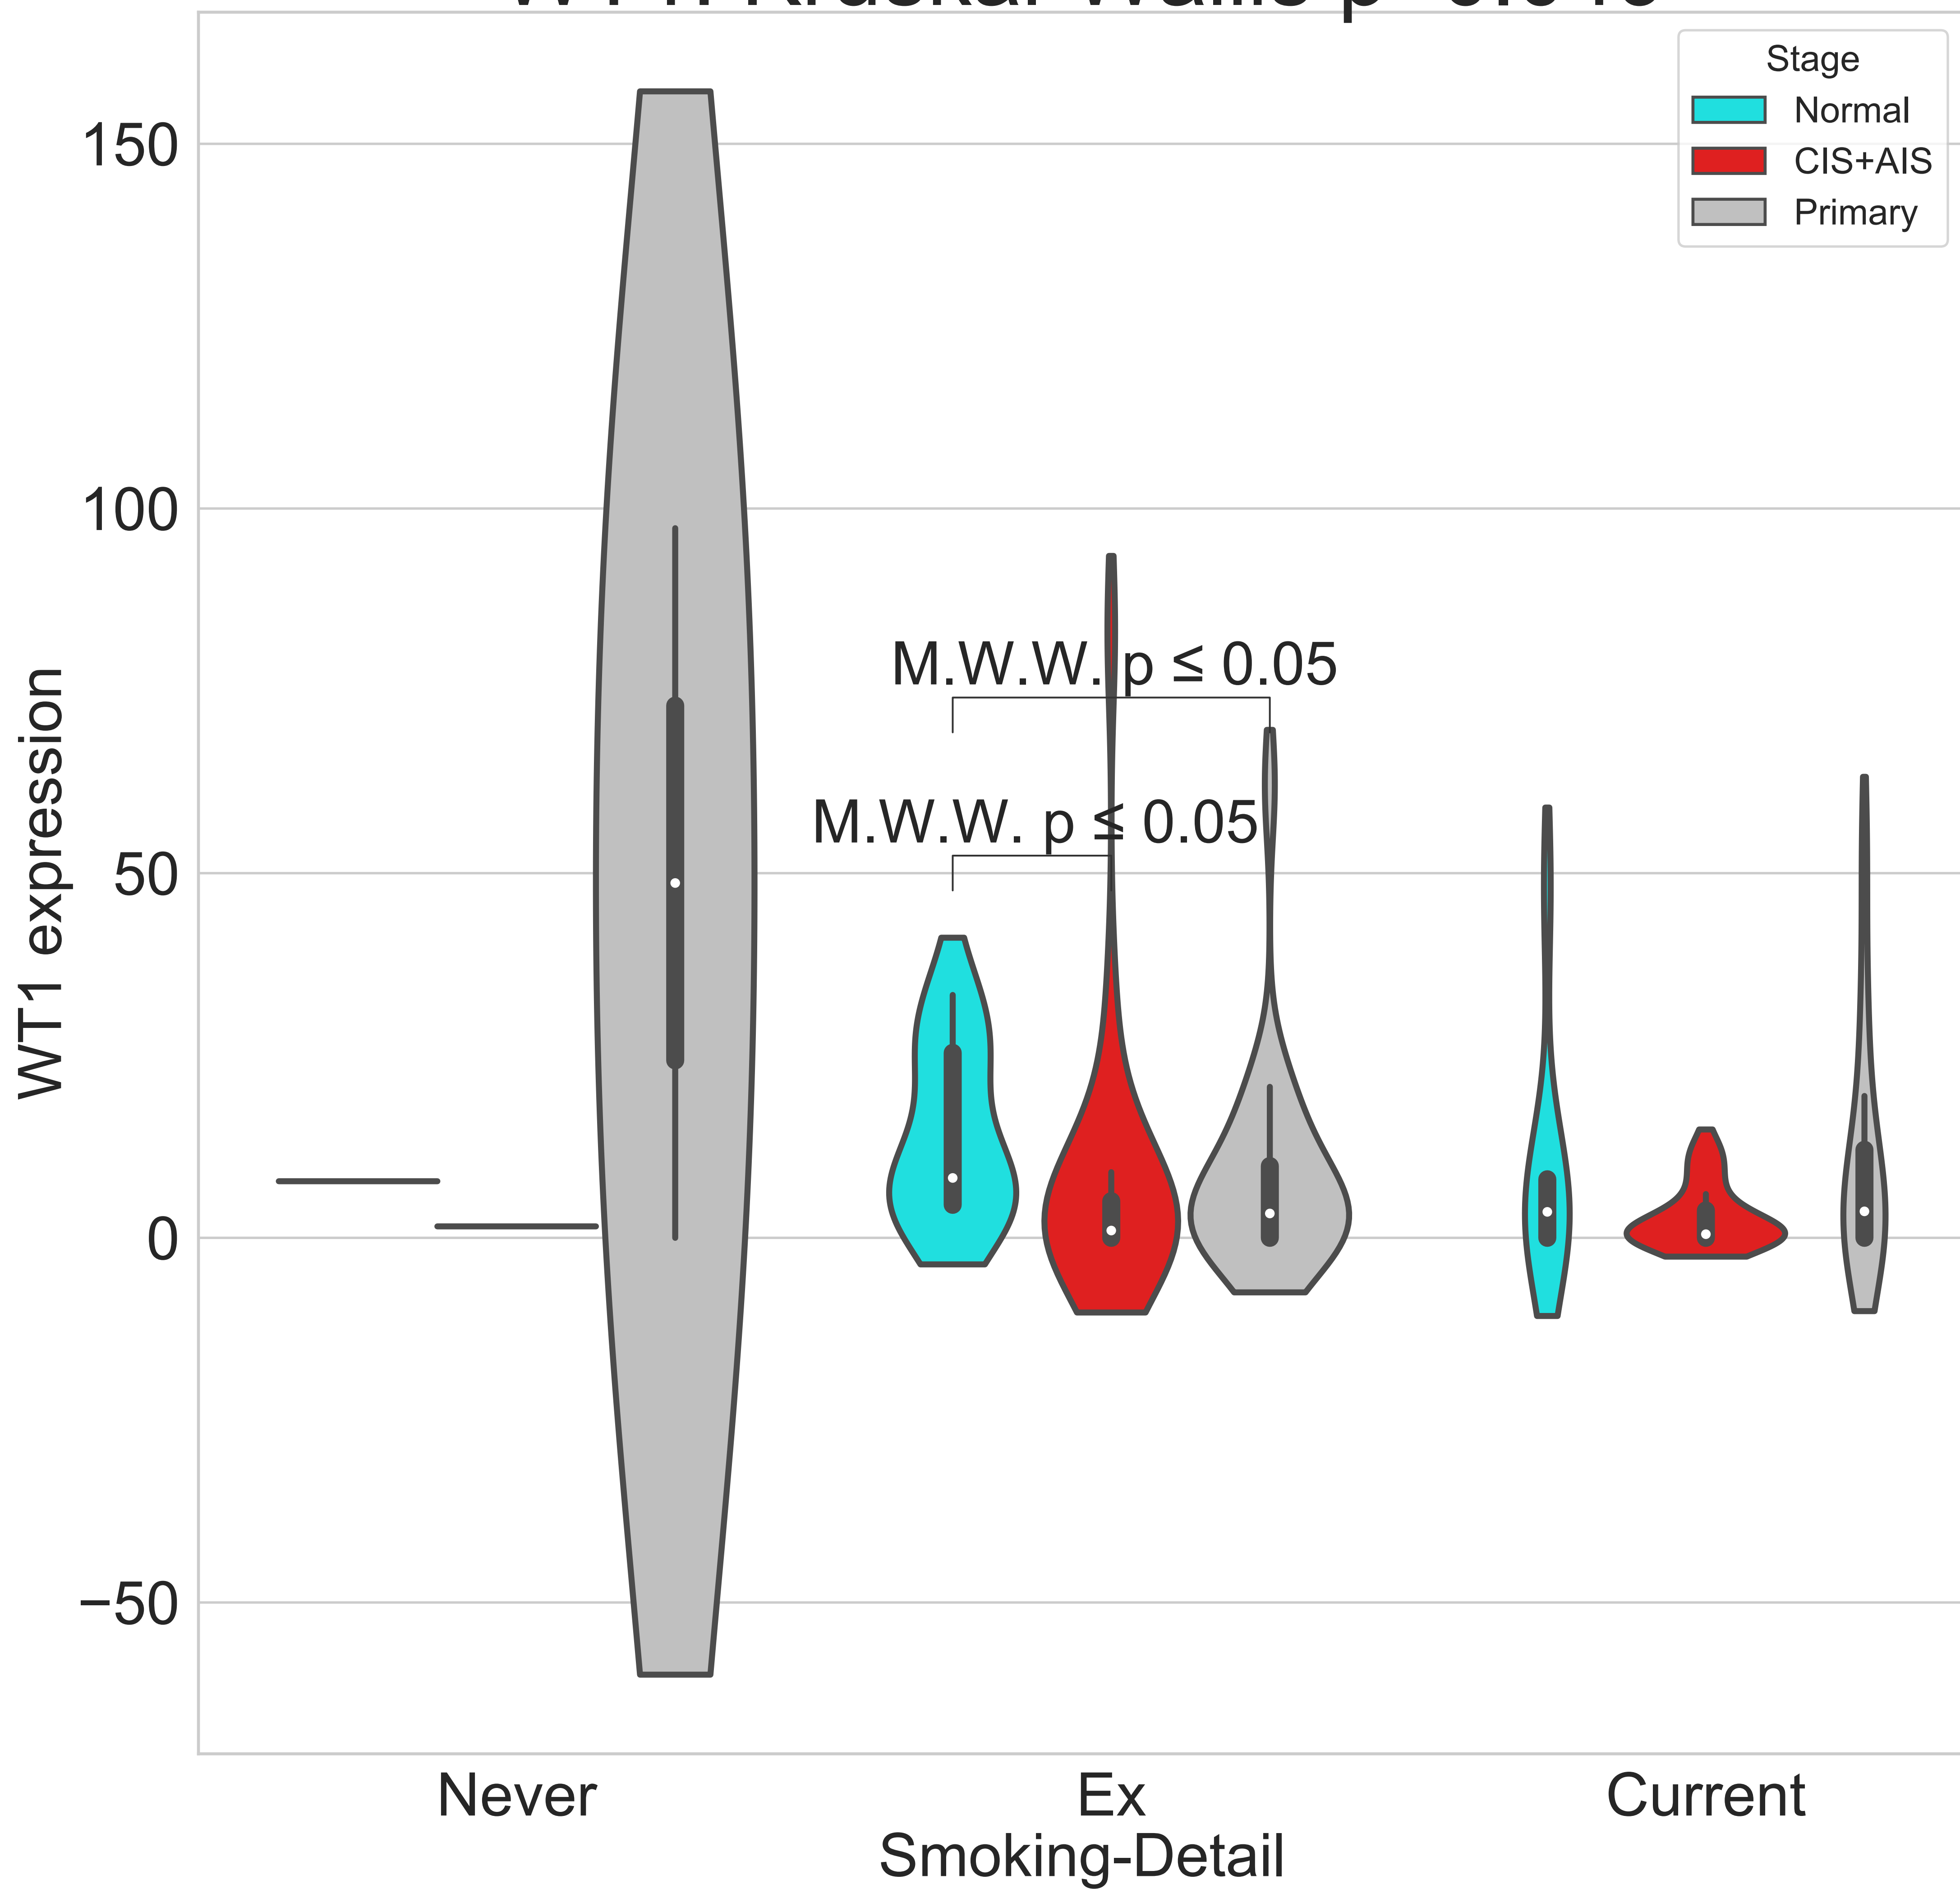 Stage
Normal
CIS+AIS
Primary
150
100
50
0
−50
WT1 expression
M.W.W. p ≤ 0.05
M.W.W. p ≤ 0.05
Never
Ex
Current
Smoking-Detail